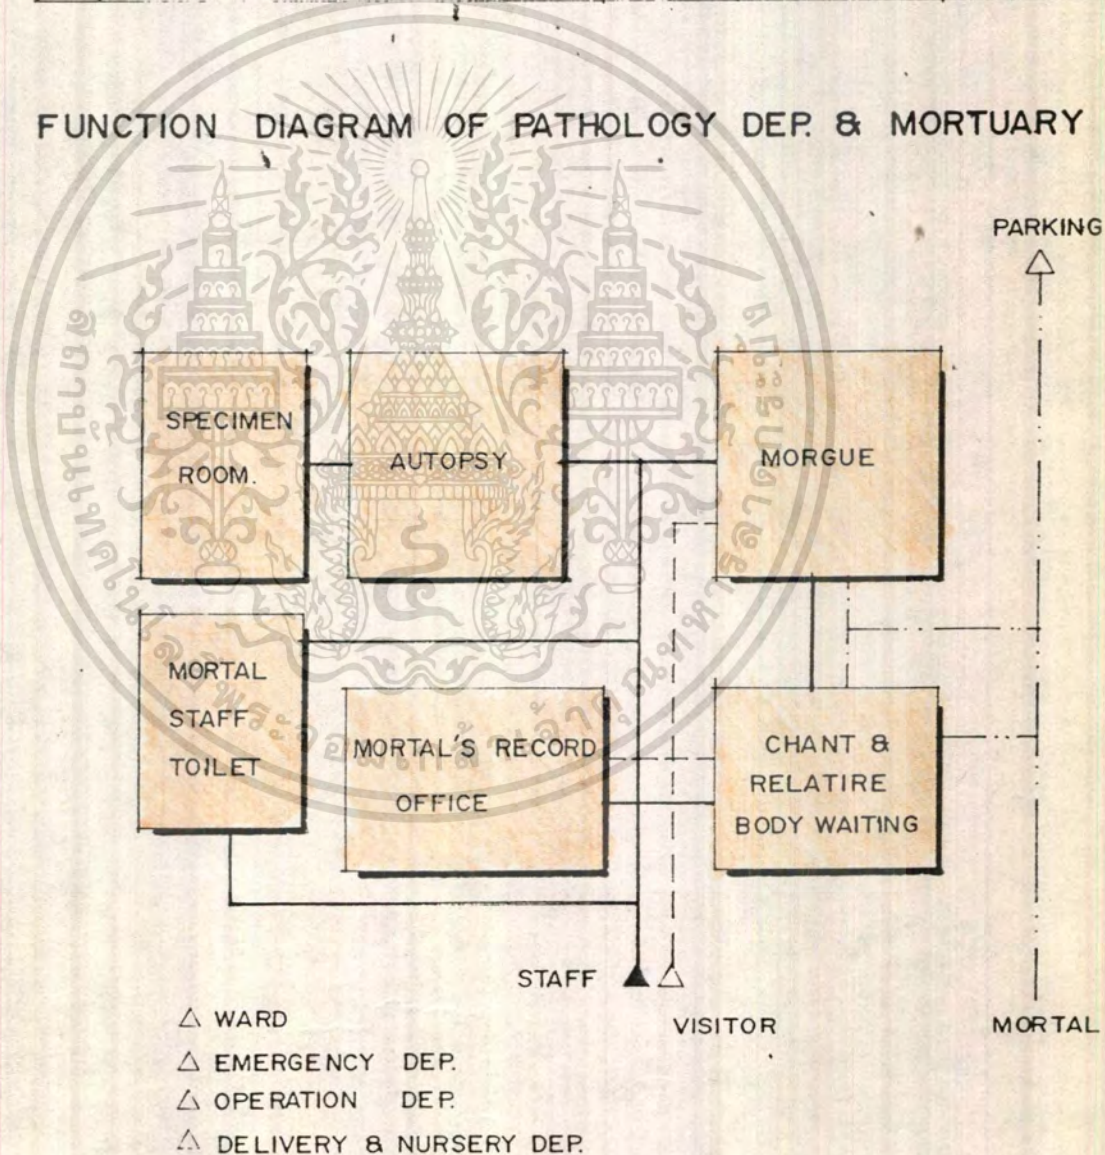 FUNCTION DIAGRAM OF PATHOLOGY DEP. & MORTUARY
PARKING
SPECIMEN
ROOM.
AUTOPSY
MORGUE
MORTAL
STAFF
TOILET
MORTAL'S RECORD
OFFICE
CHANT &
RELATIRE
BODY WAITING
STAFF
VISITOR
MORTAL
△ WARD
△ EMERGENCY DEP.
△ OPERATION DEP.
△ DELIVERY & NURSERY DEP.